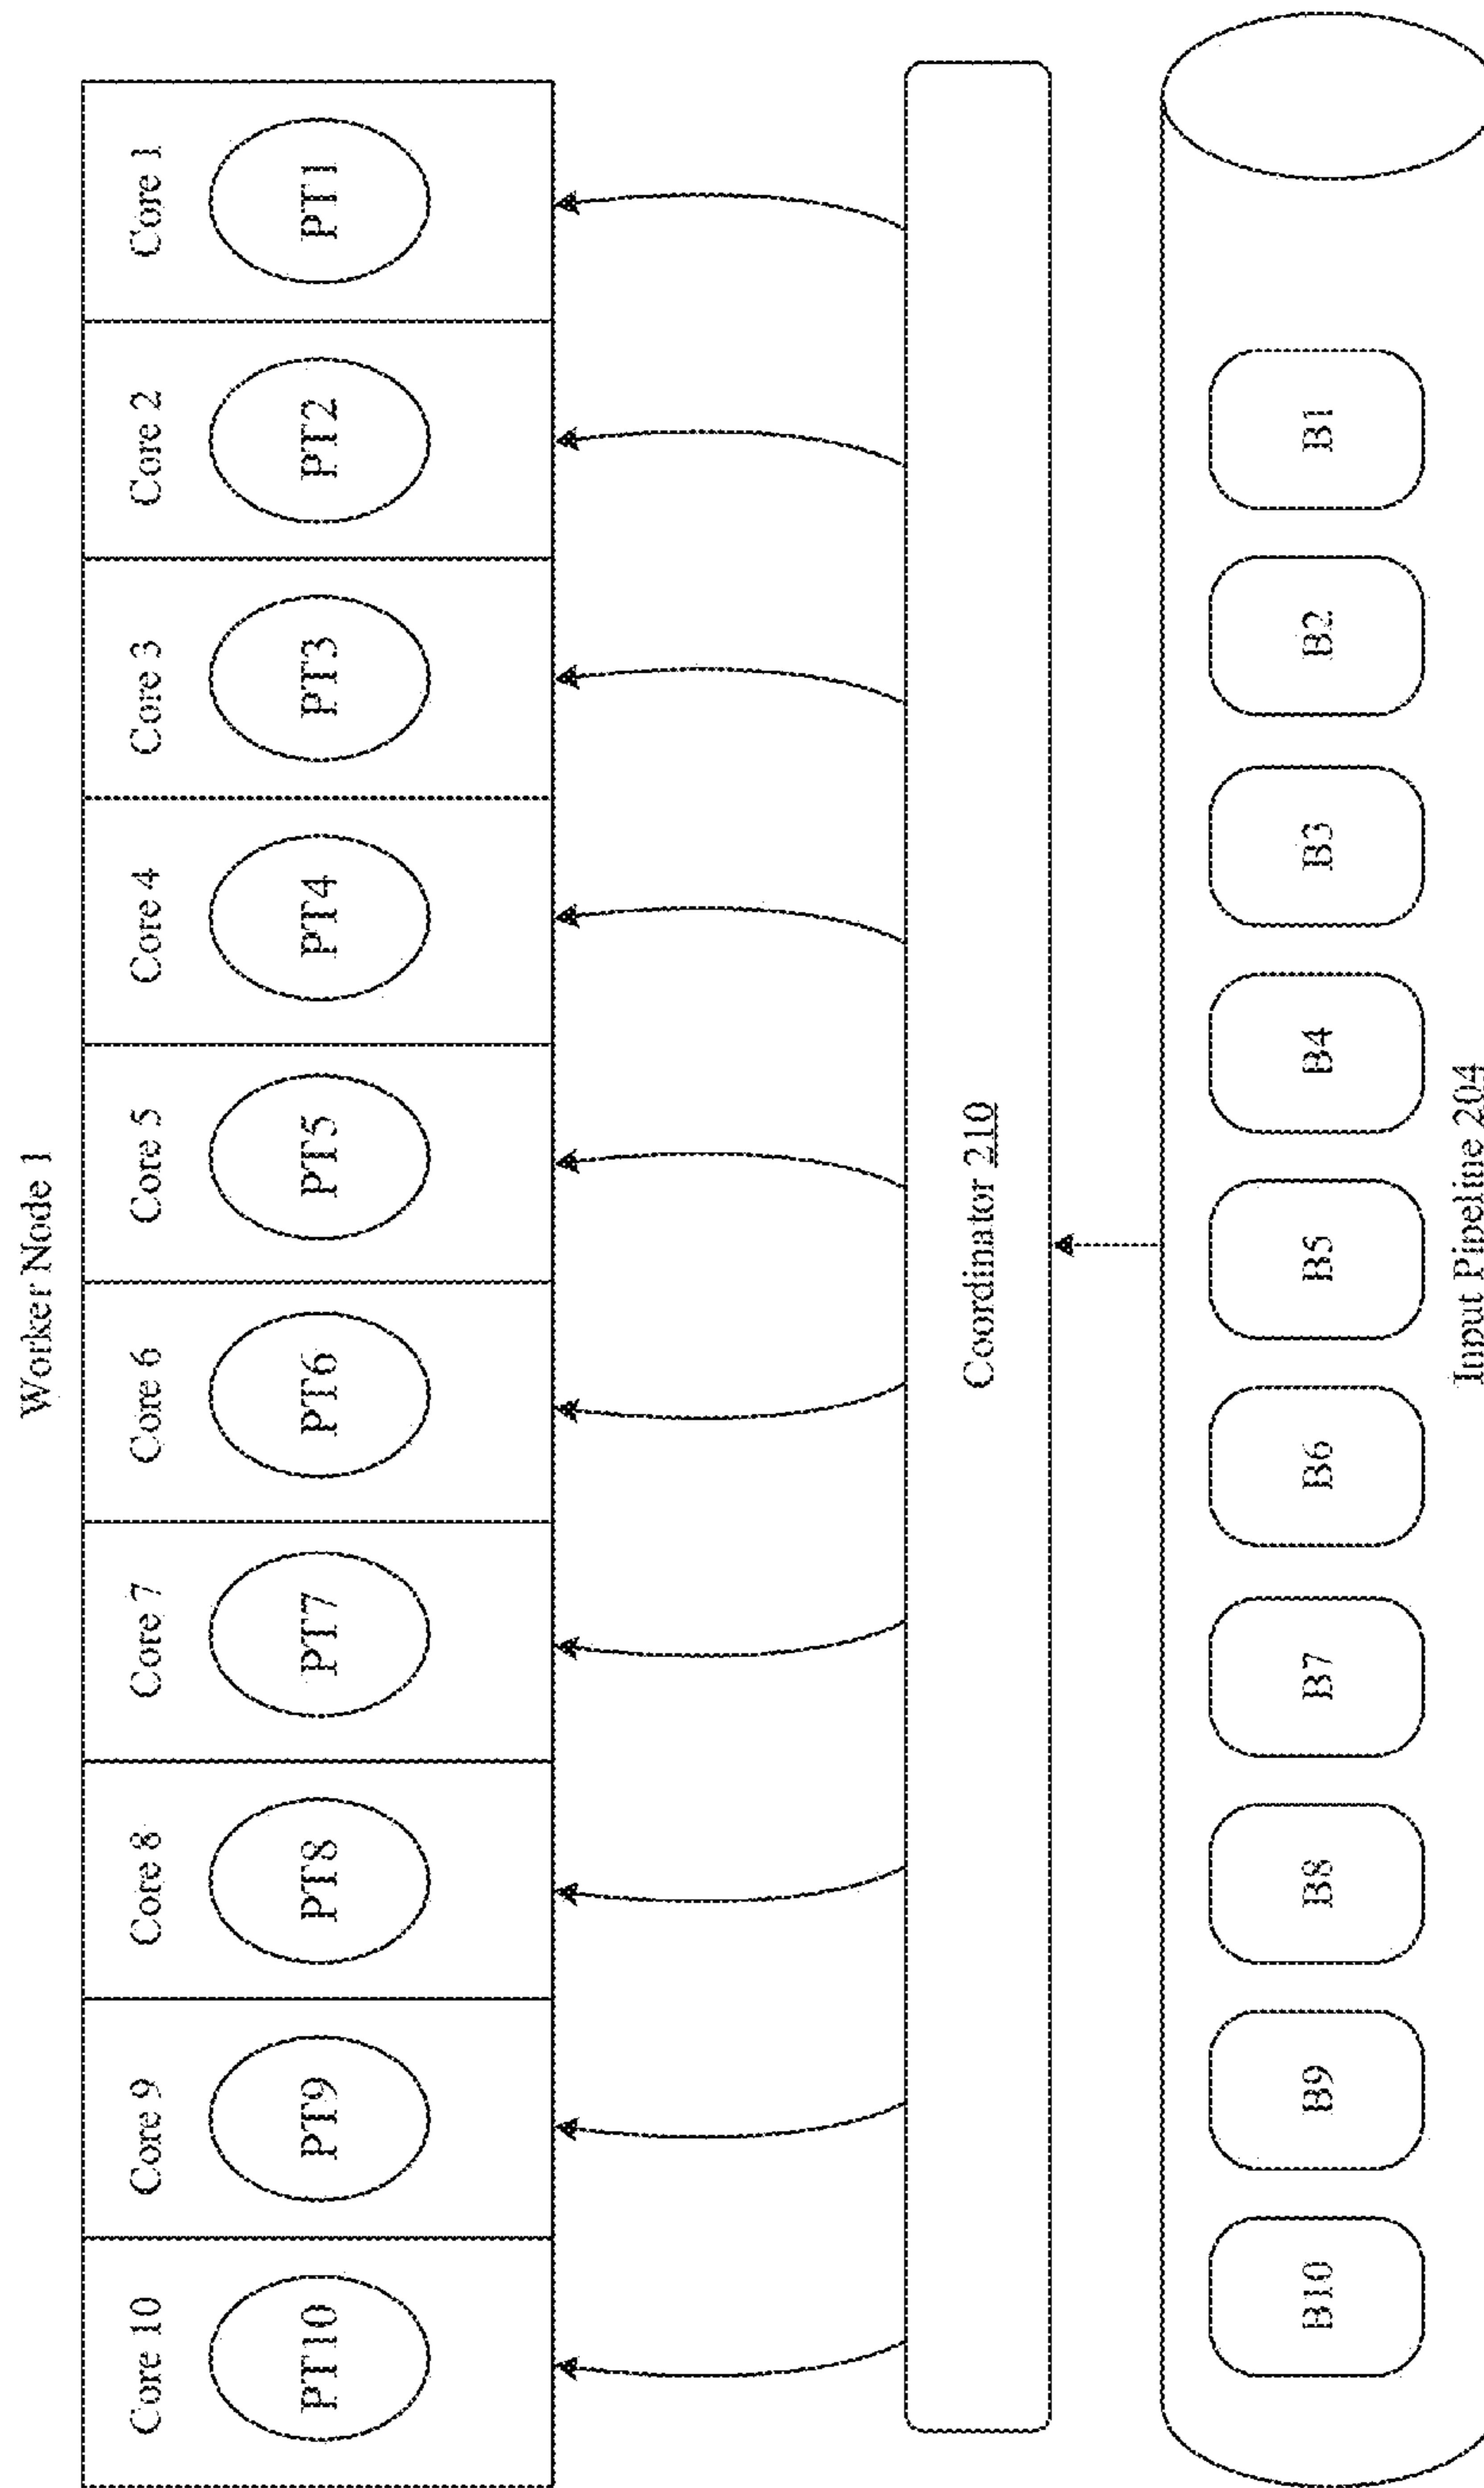 Worker Node 1
Core 10
Core 9
Core 8
Core 7
Core 6
Core 5
Core 4
Core 3
Core 2
Core 1
PT10
PT9
PT8
PT7
PT6
PT5
PT4
PT3
PT2
PT1
Coordinator 210
B10
B9
B8
B7
B6
B5
B4
B3
B2
B1
Input Pipeline 204